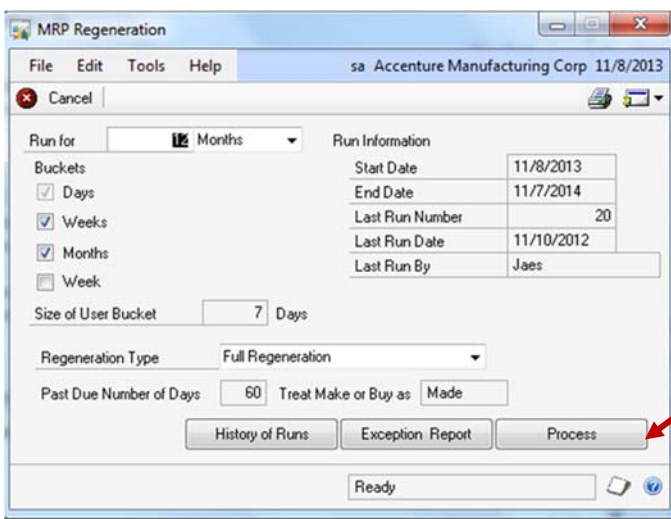 MRP Regeneration
File Edit Tools Help sa Accenture Manufacturing Corp 11/8/2013
Cancel
Run for 12 Months Run Information
Buckets Start Date 11/8/2013
Days End Date 11/7/2014
Weeks Last Run Number 20
Months Last Run Date 11/10/2012
Week Last Run By Jaes
Size of User Bucket 7 Days
Regeneration Type Full Regeneration
Past Due Number of Days 60 Treat Make or Buy as Made
History of Runs Exception Report Process
Ready